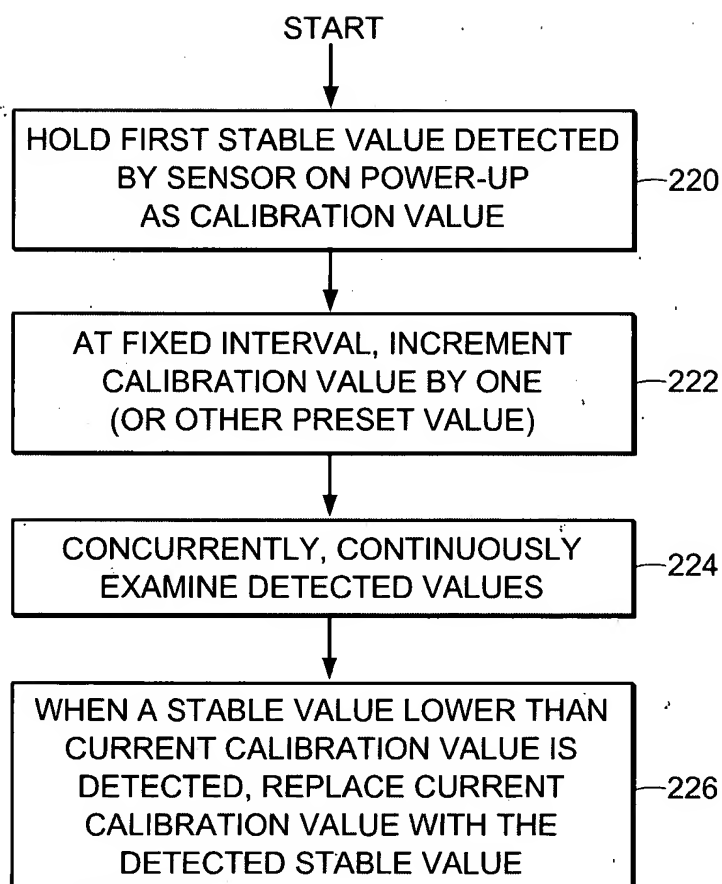 START
HOLD FIRST STABLE VALUE DETECTED
BY SENSOR ON POWER-UP
AS CALIBRATION VALUE
220
AT FIXED INTERVAL, INCREMENT
CALIBRATION VALUE BY ONE
(OR OTHER PRESET VALUE)
222
CONCURRENTLY, CONTINUOUSLY
EXAMINE DETECTED VALUES
224
WHEN A STABLE VALUE LOWER THAN
CURRENT CALIBRATION VALUE IS
DETECTED, REPLACE CURRENT
CALIBRATION VALUE WITH THE
DETECTED STABLE VALUE
226